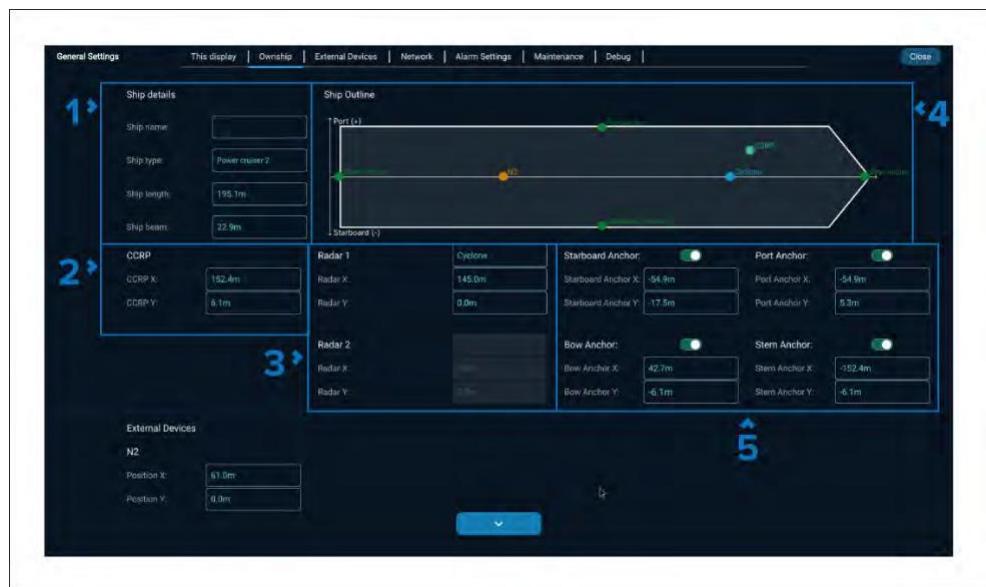 General Settings This display Ownship External Devices Network Alarm Settings Maintenance Debug Close
1
Ship details
Ship name:
Ship type: Power cruiser 2
Ship length: 195.1m
Ship beam: 22.9m
Ship Outline
Port (+)
CCRP
N2
Cyclone
Starboard (-)
4
2
CCRP
CCRP X: 152.4m
CCRP Y: 6.1m
3
Radar 1 Cyclone
Radar X: 145.0m
Radar Y: 0.0m
Radar 2
Radar X:
Radar Y:
Starboard Anchor: Port Anchor:
Starboard Anchor X: -54.9m Port Anchor X: -54.9m
Starboard Anchor Y: -17.5m Port Anchor Y: 5.3m
Bow Anchor: Stern Anchor:
Bow Anchor X: 42.7m Stern Anchor X: -152.4m
Bow Anchor Y: -6.1m Stern Anchor Y: -6.1m
5
External Devices
N2
Position X: 61.0m
Position Y: 0.0m